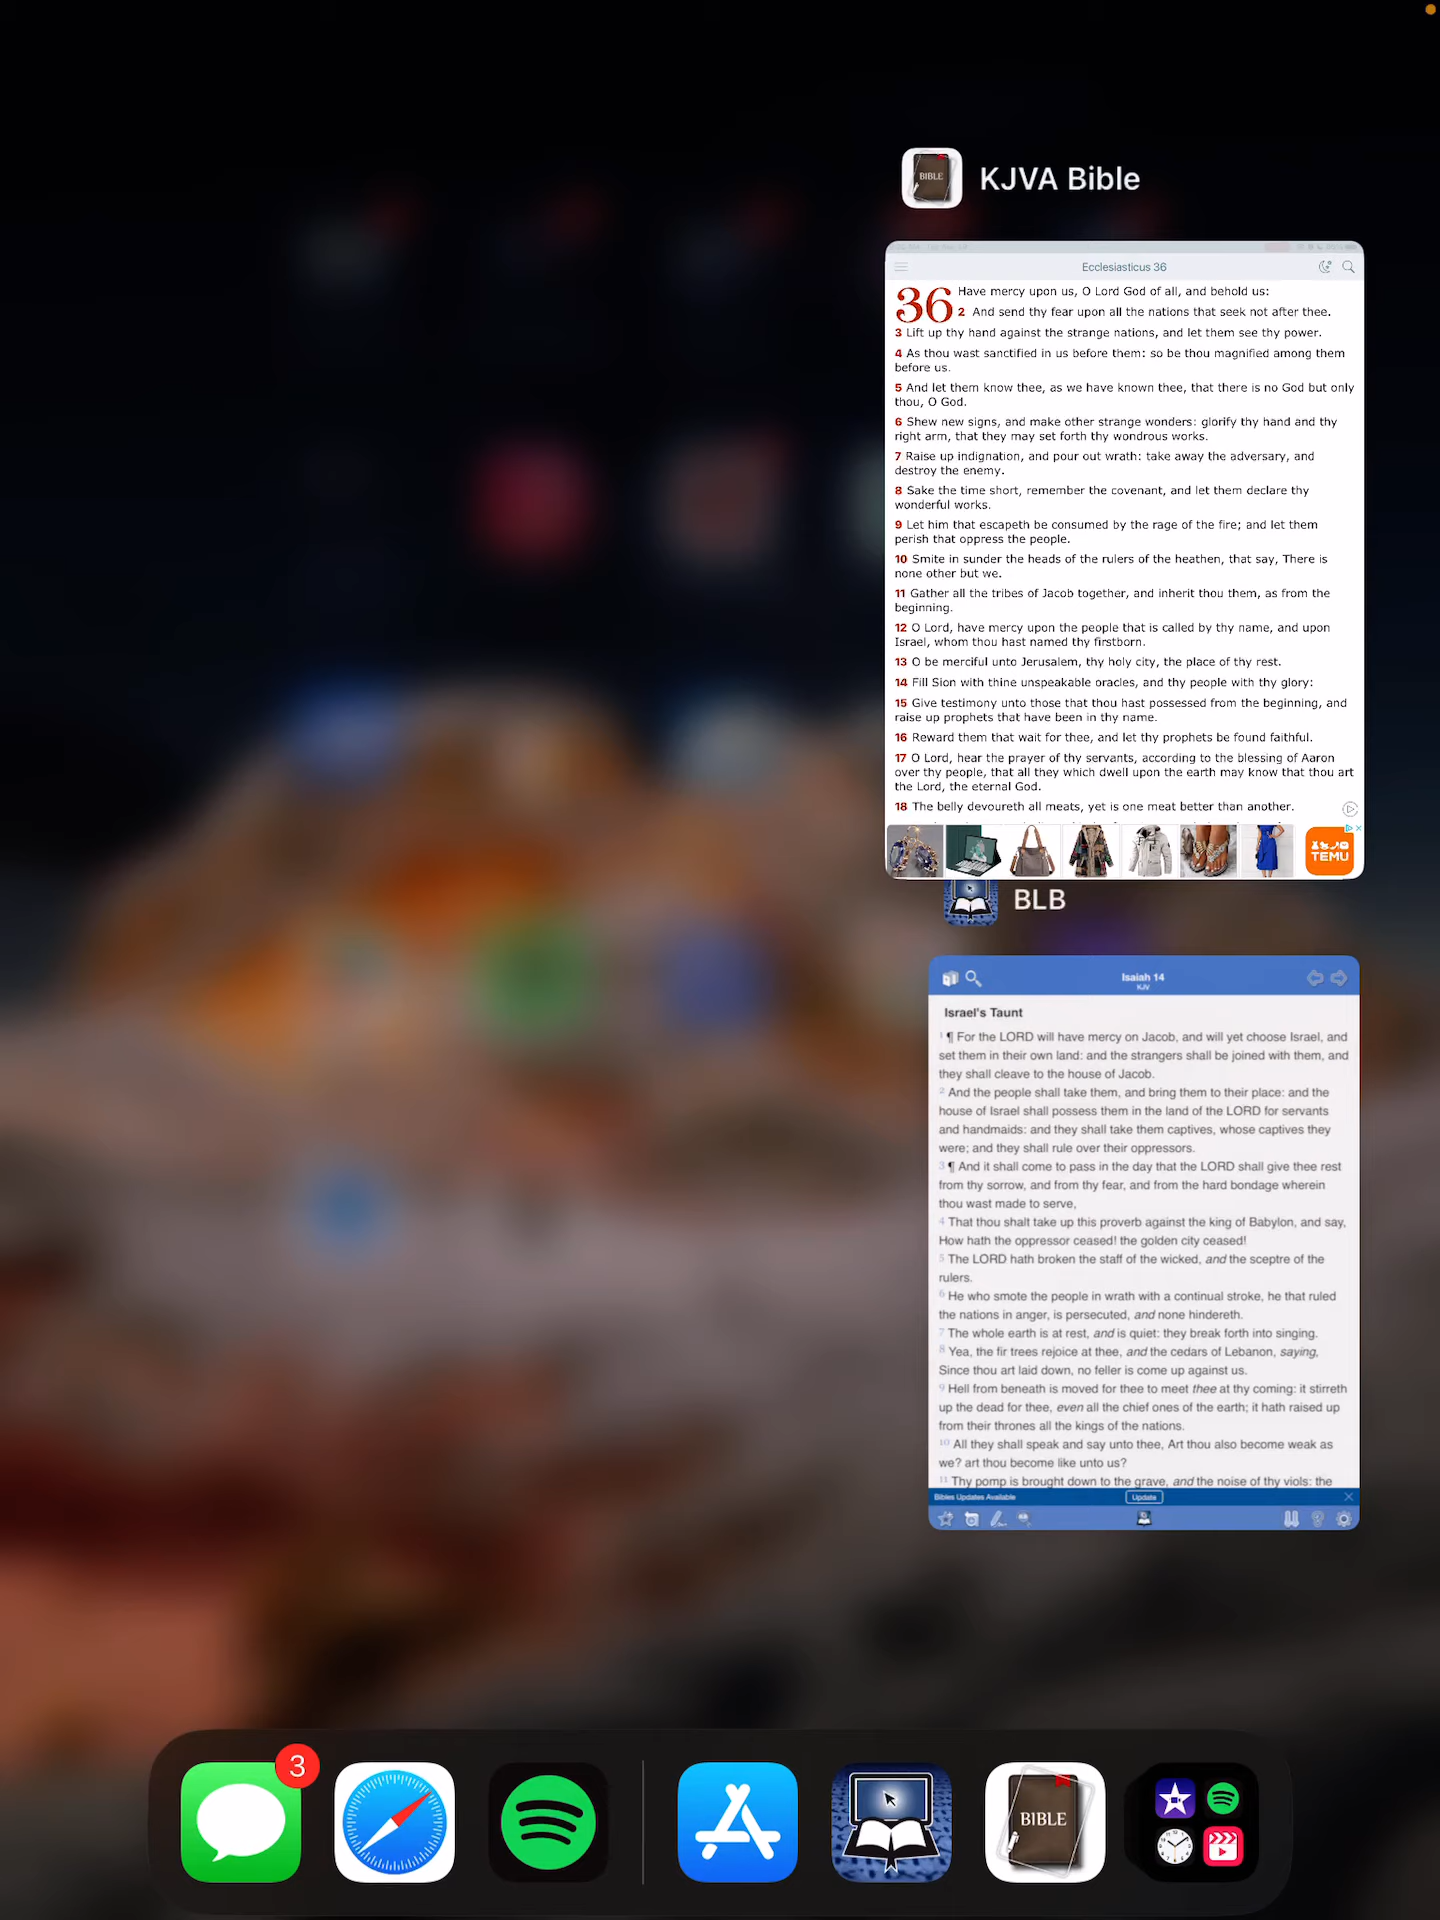 KJVA Bible
Ecclesiasticus 36
36 Have mercy upon us, O Lord God of all, and behold us:
2 And send thy fear upon all the nations that seek not after thee.
3 Lift up thy hand against the strange nations, and let them see thy power.
4 As thou wast sanctified in us before them: so be thou magnified among them
before us.
5 And let them know thee, as we have known thee, that there is no God but only
thou, O God.
6 Shew new signs, and make other strange wonders: glorify thy hand and thy
right arm, that they may set forth thy wondrous works.
7 Raise up indignation, and pour out wrath: take away the adversary, and
destroy the enemy.
8 Sake the time short, remember the covenant, and let them declare thy
wonderful works.
9 Let him that escapeth be consumed by the rage of the fire; and let them
perish that oppress the people.
10 Smite in sunder the heads of the rulers of the heathen, that say, There is
none other but we.
11 Gather all the tribes of Jacob together, and inherit thou them, as from the
beginning.
12 O Lord, have mercy upon the people that is called by thy name, and upon
Israel, whom thou hast named thy firstborn.
13 O be merciful unto Jerusalem, thy holy city, the place of thy rest.
14 Fill Sion with thine unspeakable oracles, and thy people with thy glory:
15 Give testimony unto those that thou hast possessed from the beginning, and
raise up prophets that have been in thy name.
16 Reward them that wait for thee, and let thy prophets be found faithful.
17 O Lord, hear the prayer of thy servants, according to the blessing of Aaron
over thy people, that all they which dwell upon the earth may know that thou art
the Lord, the eternal God.
18 The belly devoureth all meats, yet is one meat better than another.
TEMU
BLB
Isaiah 14
KJV
Israel's Taunt
1 ¶ For the LORD will have mercy on Jacob, and will yet choose Israel, and
set them in their own land: and the strangers shall be joined with them, and
they shall cleave to the house of Jacob.
2 And the people shall take them, and bring them to their place: and the
house of Israel shall possess them in the land of the LORD for servants
and handmaids: and they shall take them captives, whose captives they
were; and they shall rule over their oppressors.
3 ¶ And it shall come to pass in the day that the LORD shall give thee rest
from thy sorrow, and from thy fear, and from the hard bondage wherein
thou wast made to serve,
4 That thou shalt take up this proverb against the king of Babylon, and say,
How hath the oppressor ceased! the golden city ceased!
5 The LORD hath broken the staff of the wicked, and the sceptre of the
rulers.
6 He who smote the people in wrath with a continual stroke, he that ruled
the nations in anger, is persecuted, and none hindereth.
7 The whole earth is at rest, and is quiet: they break forth into singing.
8 Yea, the fir trees rejoice at thee, and the cedars of Lebanon, saying,
Since thou art laid down, no feller is come up against us.
9 Hell from beneath is moved for thee to meet thee at thy coming: it stirreth
up the dead for thee, even all the chief ones of the earth; it hath raised up
from their thrones all the kings of the nations.
10 All they shall speak and say unto thee, Art thou also become weak as
we? art thou become like unto us?
11 Thy pomp is brought down to the grave, and the noise of thy viols: the
Bibles Updates Available Update
3
BIBLE